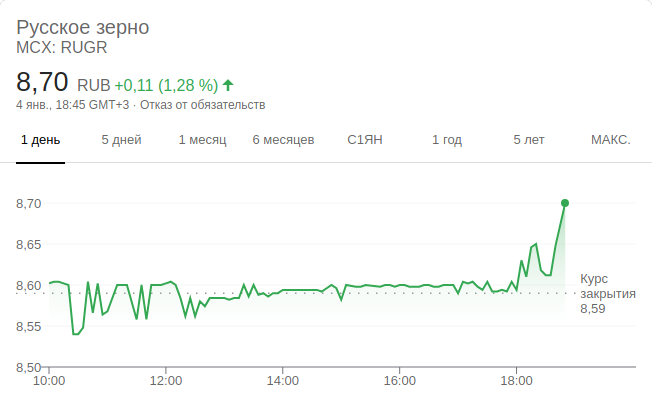 Русское зерно
MCX: RUGR
8,70 RUB +0,11 (1,28 %)
4 янв., 18:45 GMT+3 · Отказ от обязательств
1 день 5 дней 1 месяц 6 месяцев С1ЯН 1 год 5 лет МАКС.
8,70
8,65
8,60
8,55
8,50
Курс
закрытия
8,59
10:00 12:00 14:00 16:00 18:00